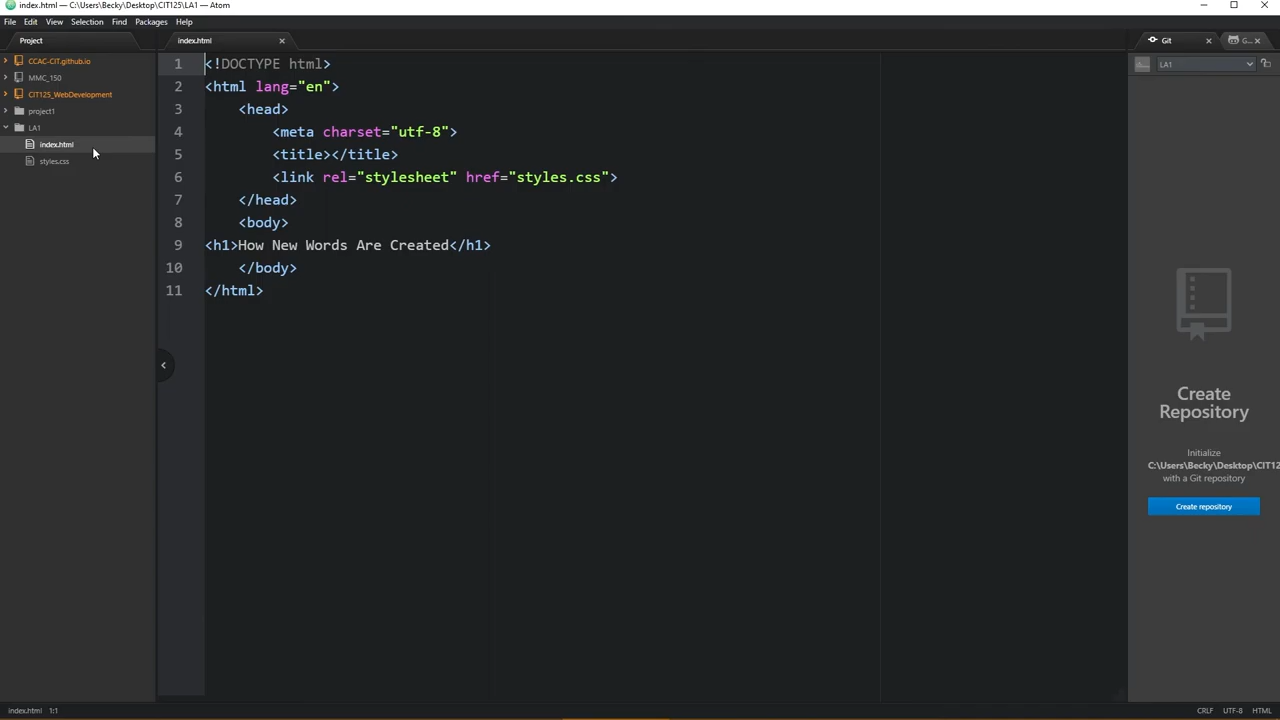 index.html — C:\Users\Becky\Desktop\CIT125\LA1 — Atom
File Edit View Selection Find Packages Help
Project
index.html
Git
G...
CCAC-CIT.github.io
MMC_150
CIT125_WebDevelopment
project1
LA1
index.html
styles.css
1 <!DOCTYPE html>
2 <html lang="en">
3 <head>
4 <meta charset="utf-8">
5 <title></title>
6 <link rel="stylesheet" href="styles.css">
7 </head>
8 <body>
9 <h1>How New Words Are Created</h1>
10 </body>
11 </html>
LA1
Create
Repository
Initialize
C:\Users\Becky\Desktop\CIT12
with a Git repository
Create repository
index.html 1:1
CRLF UTF-8 HTML